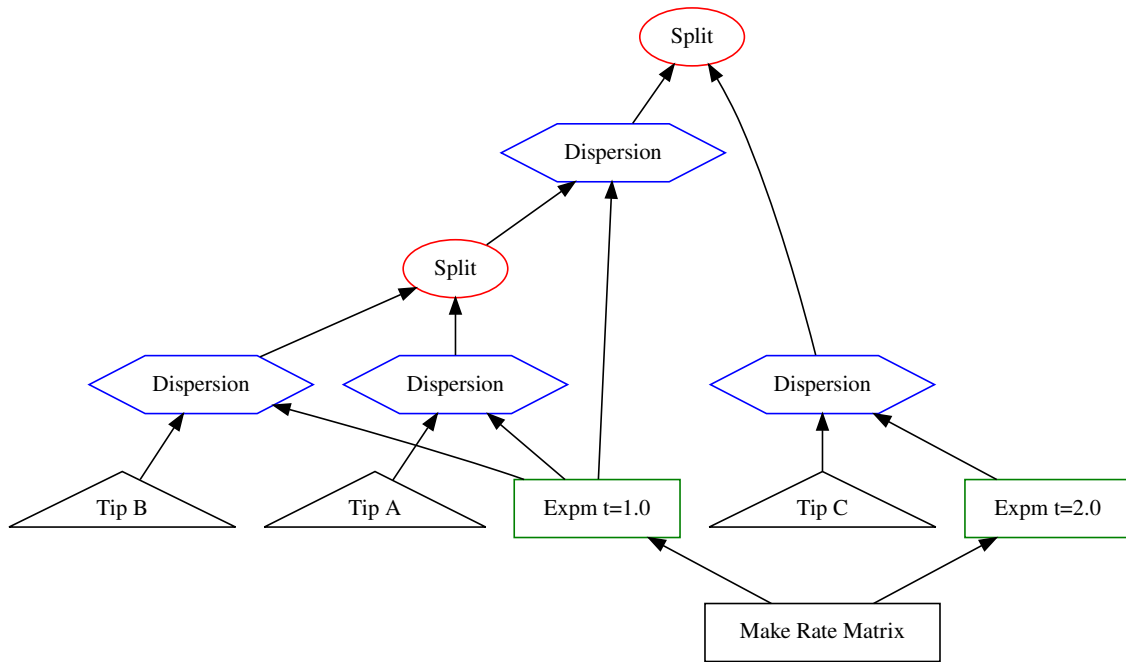 Split
Dispersion
Split
Dispersion
Dispersion
Dispersion
Tip B
Tip A
Expm t=1.0
Tip C
Expm t=2.0
Make Rate Matrix